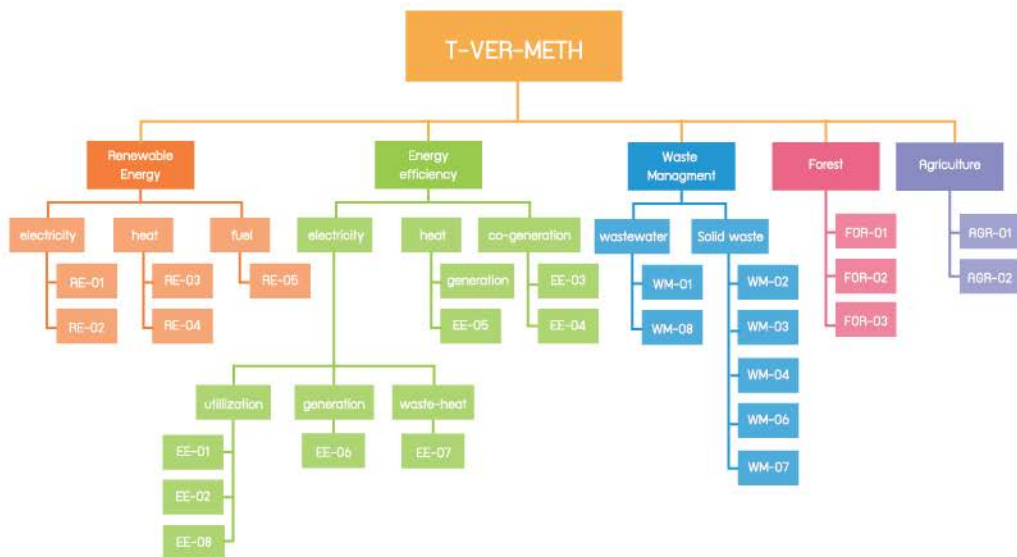 T-VER-METH
Renewable
Energy
Energy
efficiency
Waste
Managment
Forest
Agriculture
electricity
heat
fuel
electricity
heat
co-generation
wastewater
Solid waste
FOR-01
AGR-01
RE-01
RE-03
RE-05
generation
EE-03
WM-01
WM-02
FOR-02
AGR-02
RE-02
RE-04
EE-05
EE-04
WM-08
WM-03
FOR-03
WM-04
utillization
generation
waste-heat
WM-06
EE-01
EE-06
EE-07
WM-07
EE-02
EE-08